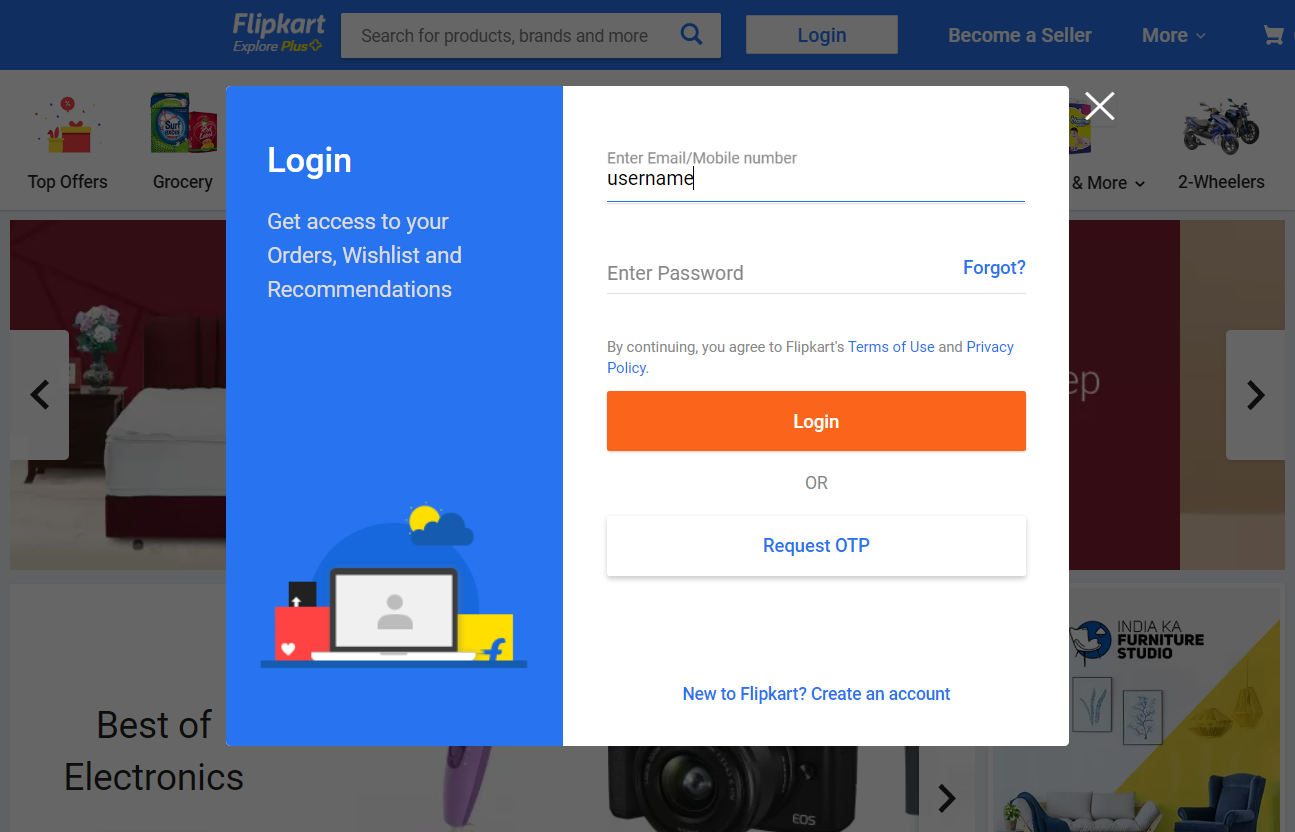 Flipkart
Explore Plus
Search for products, brands and more
Login
Become a Seller
More
Top Offers
Grocery
& More
2-Wheelers
Surf excel
Login
Get access to your
Orders, Wishlist and
Recommendations
Enter Email/Mobile number
username
Enter Password
Forgot?
By continuing, you agree to Flipkart's Terms of Use and Privacy
Policy.
Login
OR
Request OTP
New to Flipkart? Create an account
ep
INDIA KA
FURNITURE
STUDIO
Best of
Electronics
EOS